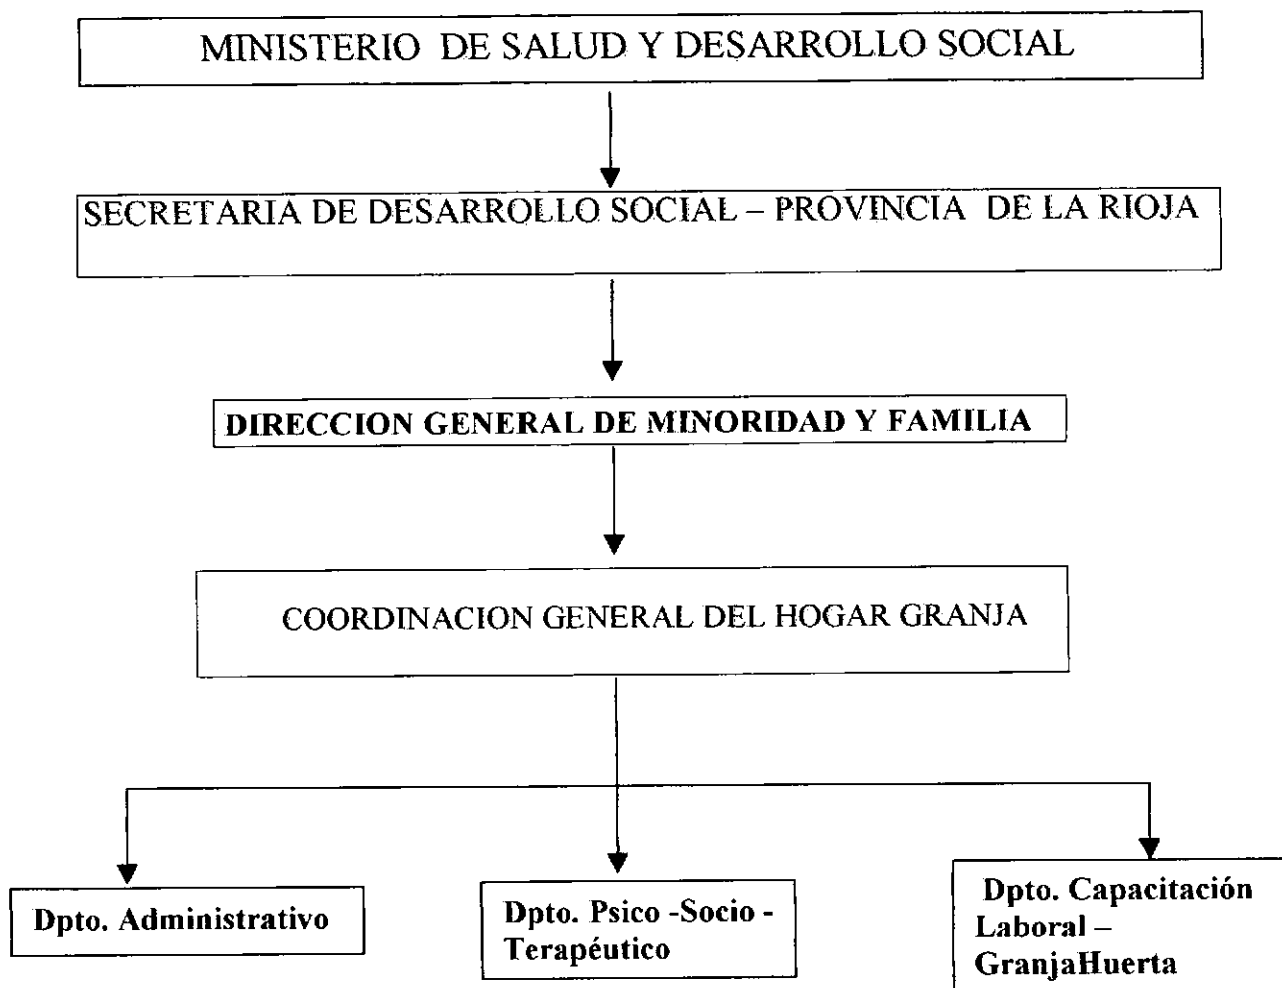 MINISTERIO DE SALUD Y DESARROLLO SOCIAL
SECRETARIA DE DESARROLLO SOCIAL – PROVINCIA DE LA RIOJA
DIRECCION GENERAL DE MINORIDAD Y FAMILIA
COORDINACION GENERAL DEL HOGAR GRANJA
Dpto. Administrativo
Dpto. Psico -Socio -
Terapéutico
Dpto. Capacitación
Laboral –
GranjaHuerta